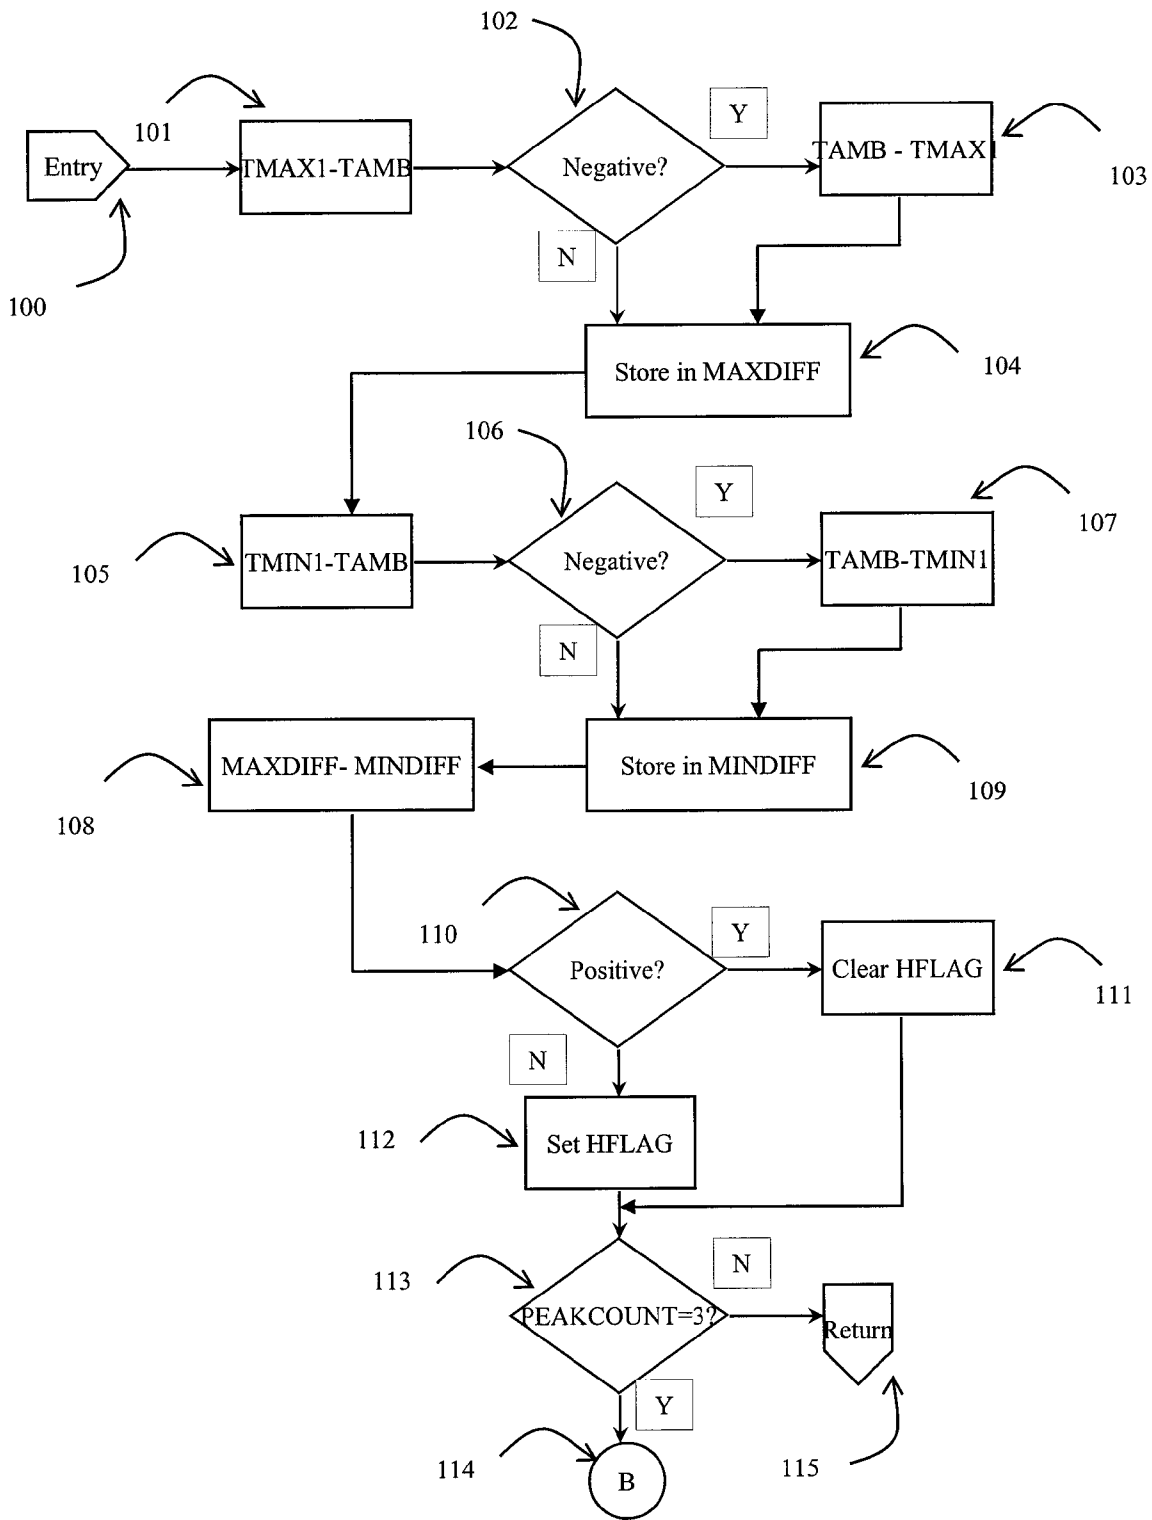 102
Y
101
Entry
TMAX1-TAMB
Negative?
TAMB - TMAX1
103
N
100
Store in MAXDIFF
104
106
Y
107
105
TMIN1-TAMB
Negative?
TAMB-TMIN1
N
MAXDIFF- MINDIFF
Store in MINDIFF
109
108
110
Y
Positive?
Clear HFLAG
111
N
112
Set HFLAG
N
113
PEAKCOUNT=3?
Return
Y
114
B
115